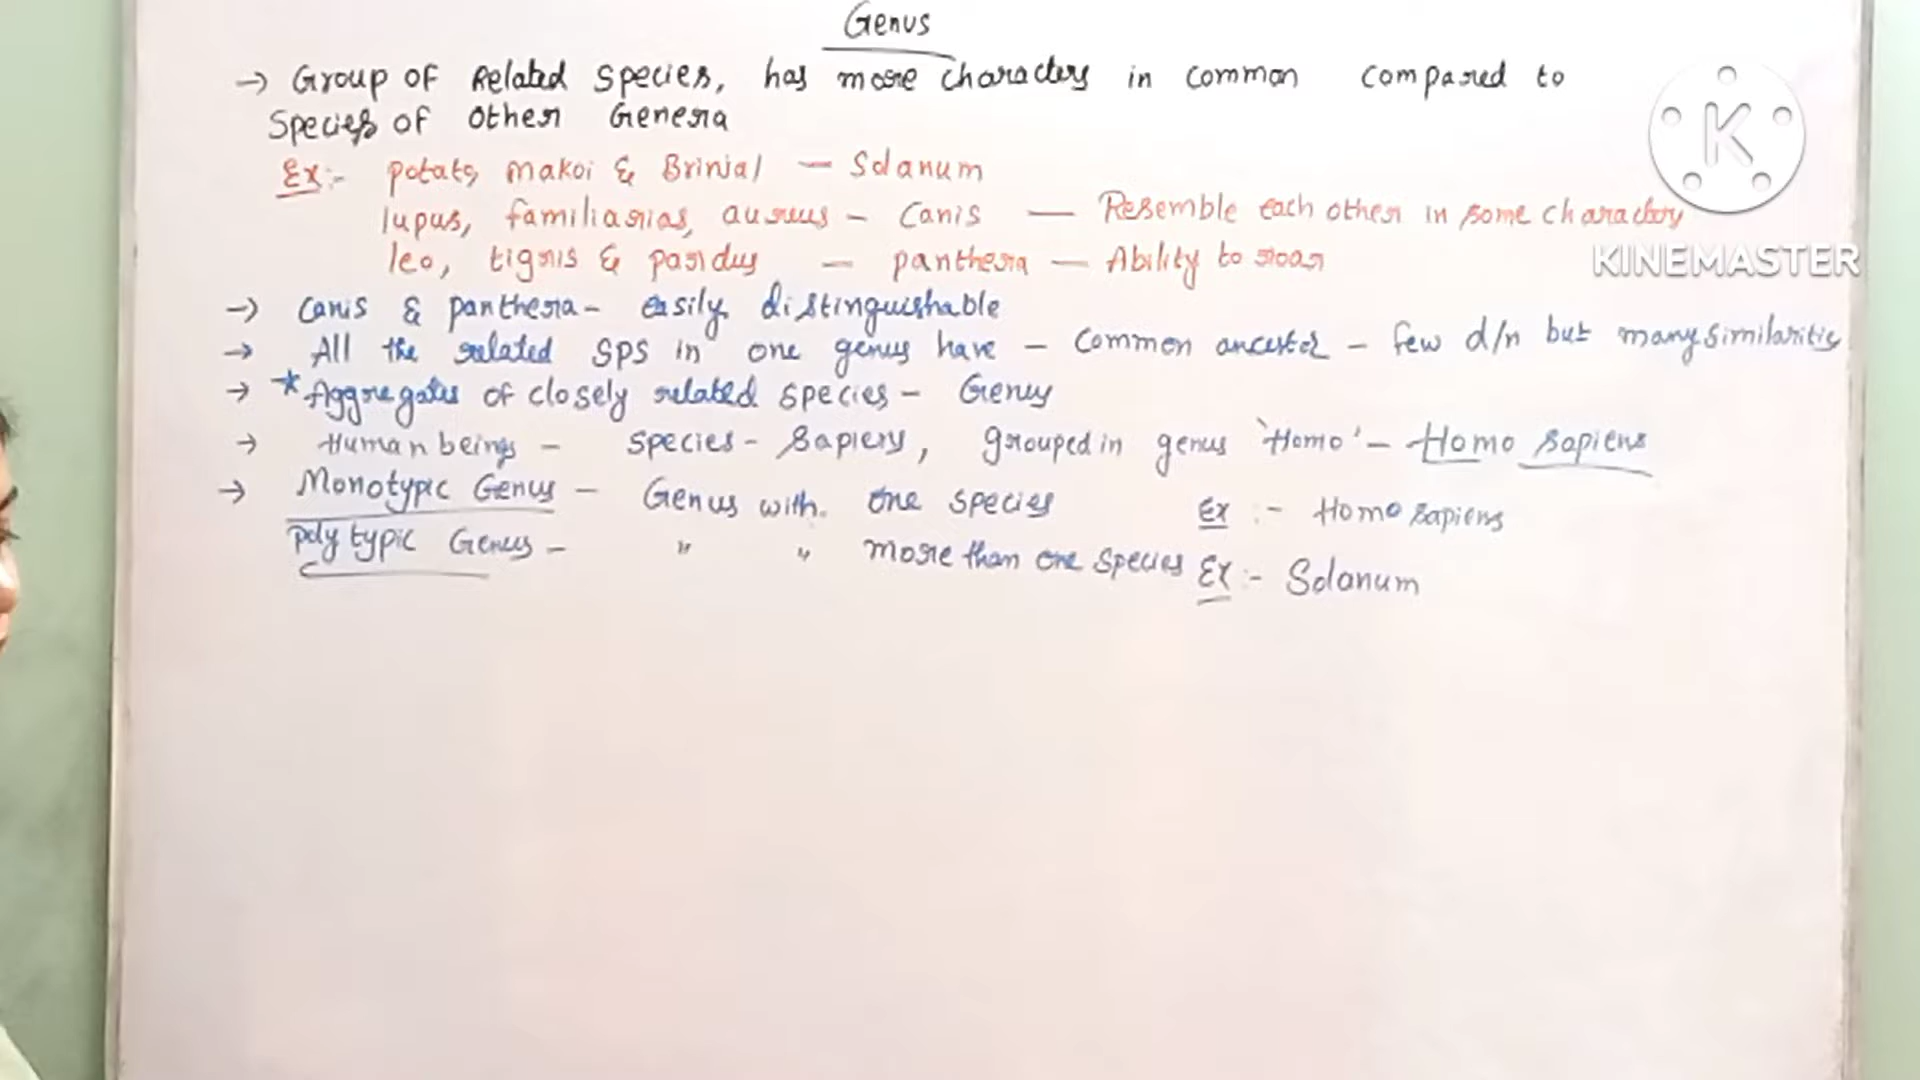 Genus
→ Group of Related Species, has more characters in common compared to
Species of Other Genera
Ex:- potato, makoi & Brinjal — Solanum
lupus, familiarias, aureus – Canis — Resemble each other in some characters
leo, tigris & pardus — panthera — Ability to roar
→ Canis & panthera – easily distinguishable
→ All the related SPS in one genus have – Common ancestor – few d/n but many similarities
→ *Aggregates of closely related species – Genus
→ Human beings – Species – Sapiens, grouped in genus 'Homo' – Homo sapiens
→ Monotypic Genus – Genus with one species Ex :- Homo sapiens
polytypic Genus – " " more than one species Ex :- Solanum
K
KINEMASTER